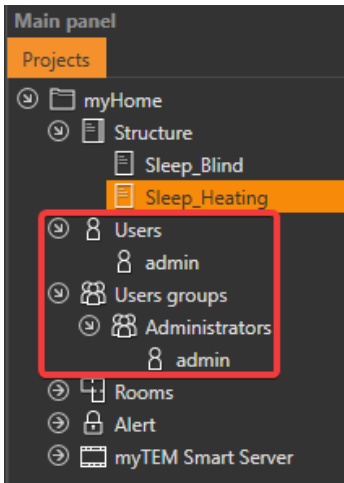 Main panel
Projects
myHome
Structure
Sleep_Blind
Sleep_Heating
Users
admin
Users groups
Administrators
admin
Rooms
Alert
myTEM Smart Server